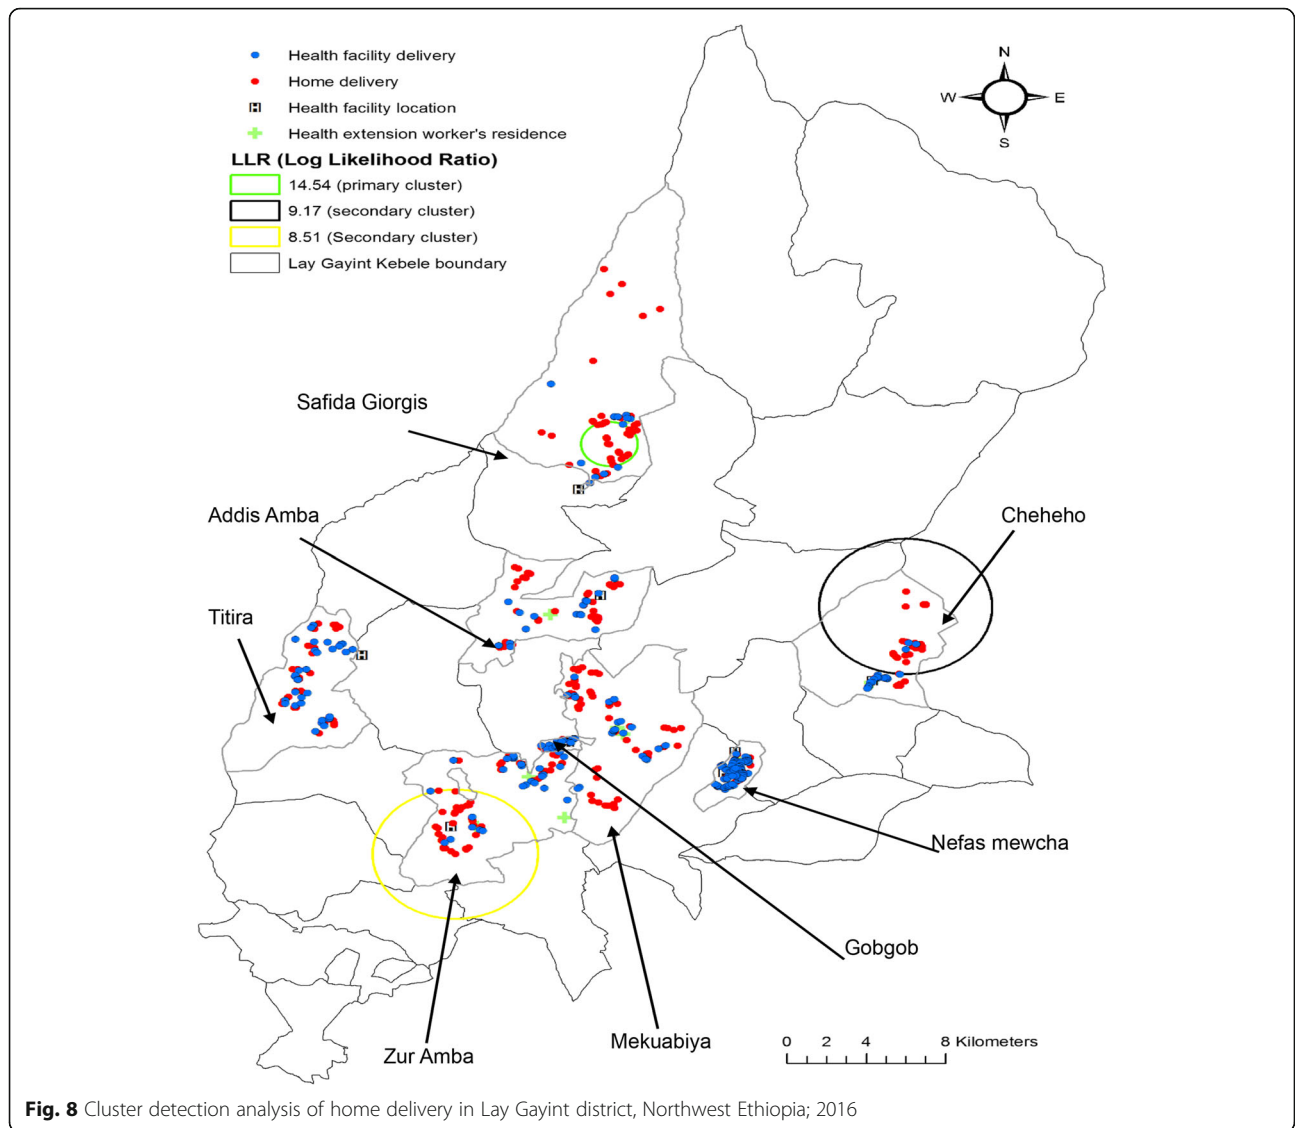 Health facility delivery
Home delivery
H Health facility location
Health extension worker's residence
LLR (Log Likelihood Ratio)
14.54 (primary cluster)
9.17 (secondary cluster)
8.51 (Secondary cluster)
Lay Gayint Kebele boundary
N
W E
S
Safida Giorgis
H
Addis Amba
Cheheho
H
Titira
H
H
H
H
Nefas mewcha
Gobgob
Mekuabiya
Zur Amba
0 2 4 8 Kilometers
Fig. 8 Cluster detection analysis of home delivery in Lay Gayint district, Northwest Ethiopia; 2016